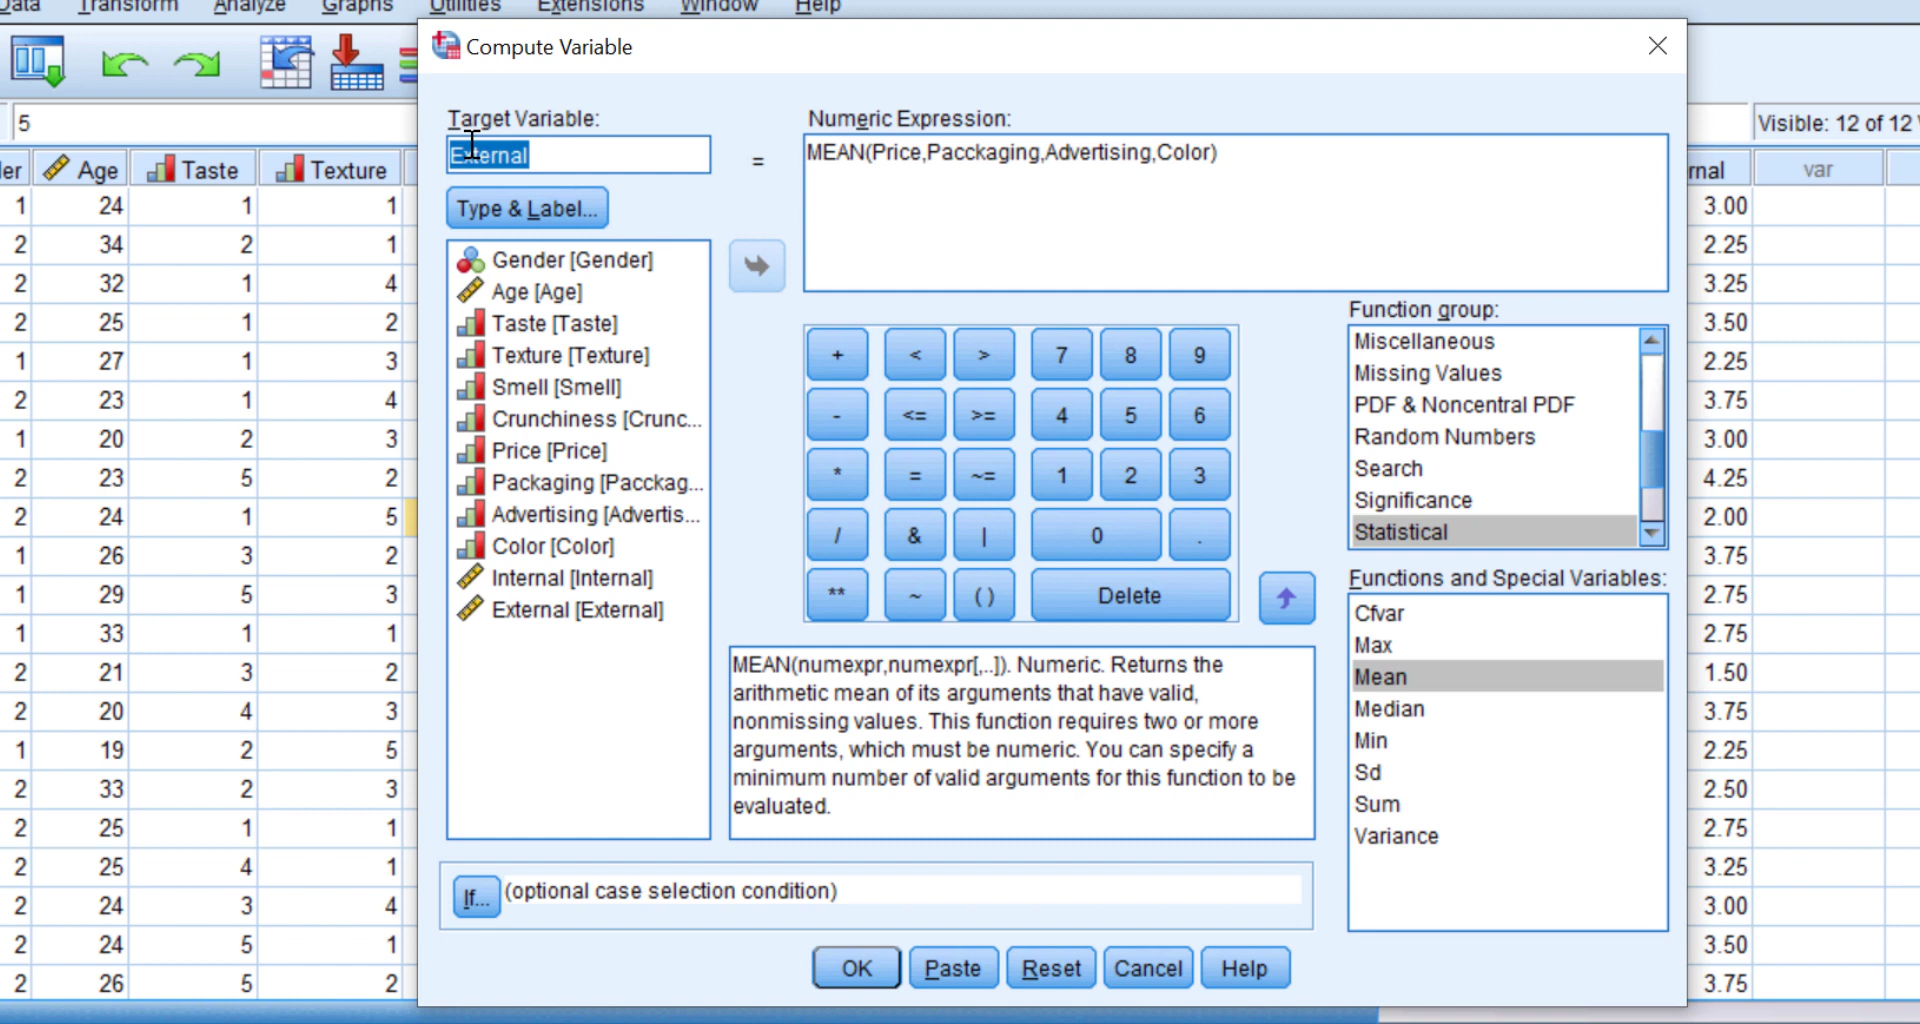 Data Transform Analyze Graphs Utilities Extensions Window Help
Compute Variable
5
Visible: 12 of 12
Target Variable:
External
=
Numeric Expression:
MEAN(Price,Pacckaging,Advertising,Color)
Type & Label...
Gender [Gender]
Age [Age]
Taste [Taste]
Texture [Texture]
Smell [Smell]
Crunchiness [Crunc...
Price [Price]
Packaging [Pacckag...
Advertising [Advertis...
Color [Color]
Internal [Internal]
External [External]
+ < > 7 8 9
- <= >= 4 5 6
* = ~= 1 2 3
/ & | 0 .
** ~ ( ) Delete
Function group:
Miscellaneous
Missing Values
PDF & Noncentral PDF
Random Numbers
Search
Significance
Statistical
Functions and Special Variables:
Cfvar
Max
Mean
Median
Min
Sd
Sum
Variance
MEAN(numexpr,numexpr[,..]). Numeric. Returns the
arithmetic mean of its arguments that have valid,
nonmissing values. This function requires two or more
arguments, which must be numeric. You can specify a
minimum number of valid arguments for this function to be
evaluated.
If... (optional case selection condition)
OK Paste Reset Cancel Help
ler Age Taste Texture rnal var
1 24 1 1 3.00
2 34 2 1 2.25
2 32 1 4 3.25
2 25 1 2 3.50
1 27 1 3 2.25
2 23 1 4 3.75
1 20 2 3 3.00
2 23 5 2 4.25
2 24 1 5 2.00
1 26 3 2 3.75
1 29 5 3 2.75
1 33 1 1 2.75
2 21 3 2 1.50
2 20 4 3 3.75
1 19 2 5 2.25
2 33 2 3 2.50
2 25 1 1 2.75
2 25 4 1 3.25
2 24 3 4 3.00
2 24 5 1 3.50
2 26 5 2 3.75